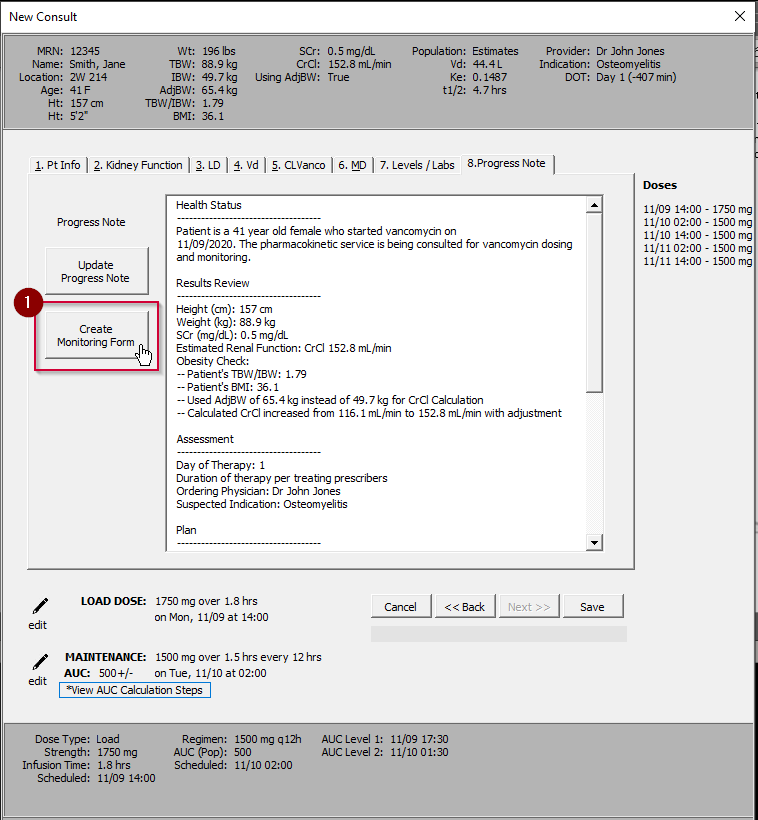 New Consult
MRN: 12345
Name: Smith, Jane
Location: 2W 214
Age: 41 F
Ht: 157 cm
Ht: 5'2"
Wt: 196 lbs
TBW: 88.9 kg
IBW: 49.7 kg
AdjBW: 65.4 kg
TBW/IBW: 1.79
BMI: 36.1
SCr: 0.5 mg/dL
CrCl: 152.8 mL/min
Using AdjBW: True
Population: Estimates
Vd: 44.4 L
Ke: 0.1487
t1/2: 4.7 hrs
Provider: Dr John Jones
Indication: Osteomyelitis
DOT: Day 1 (-407 min)
1. Pt Info
2. Kidney Function
3. LD
4. Vd
5. CLVanco
6. MD
7. Levels / Labs
8.Progress Note
Progress Note
Update
Progress Note
1
Create
Monitoring Form
Health Status
------------------------------------
Patient is a 41 year old female who started vancomycin on
11/09/2020. The pharmacokinetic service is being consulted for vancomycin dosing
and monitoring.
Results Review
------------------------------------
Height (cm): 157 cm
Weight (kg): 88.9 kg
SCr (mg/dL): 0.5 mg/dL
Estimated Renal Function: CrCl 152.8 mL/min
Obesity Check:
-- Patient's TBW/IBW: 1.79
-- Patient's BMI: 36.1
-- Used AdjBW of 65.4 kg instead of 49.7 kg for CrCl Calculation
-- Calculated CrCl increased from 116.1 mL/min to 152.8 mL/min with adjustment
Assessment
------------------------------------
Day of Therapy: 1
Duration of therapy per treating prescribers
Ordering Physician: Dr John Jones
Suspected Indication: Osteomyelitis
Plan
------------------------------------
Doses
11/09 14:00 - 1750 mg
11/10 02:00 - 1500 mg
11/10 14:00 - 1500 mg
11/11 02:00 - 1500 mg
11/11 14:00 - 1500 mg
edit
LOAD DOSE: 1750 mg over 1.8 hrs
on Mon, 11/09 at 14:00
Cancel
<< Back
Next >>
Save
edit
MAINTENANCE: 1500 mg over 1.5 hrs every 12 hrs
AUC: 500+/- on Tue, 11/10 at 02:00
*View AUC Calculation Steps
Dose Type: Load
Strength: 1750 mg
Infusion Time: 1.8 hrs
Scheduled: 11/09 14:00
Regimen: 1500 mg q12h
AUC (Pop): 500
Scheduled: 11/10 02:00
AUC Level 1: 11/09 17:30
AUC Level 2: 11/10 01:30